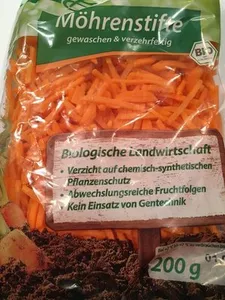 Möhrenstifte
gewaschen & verzehrfertig
BIO
Biologische Landwirtschaft
• Verzicht auf chemisch-synthetischen
Pflanzenschutz
• Abwechslungsreiche Fruchtfolgen
• Kein Einsatz von Gentechnik
200 g